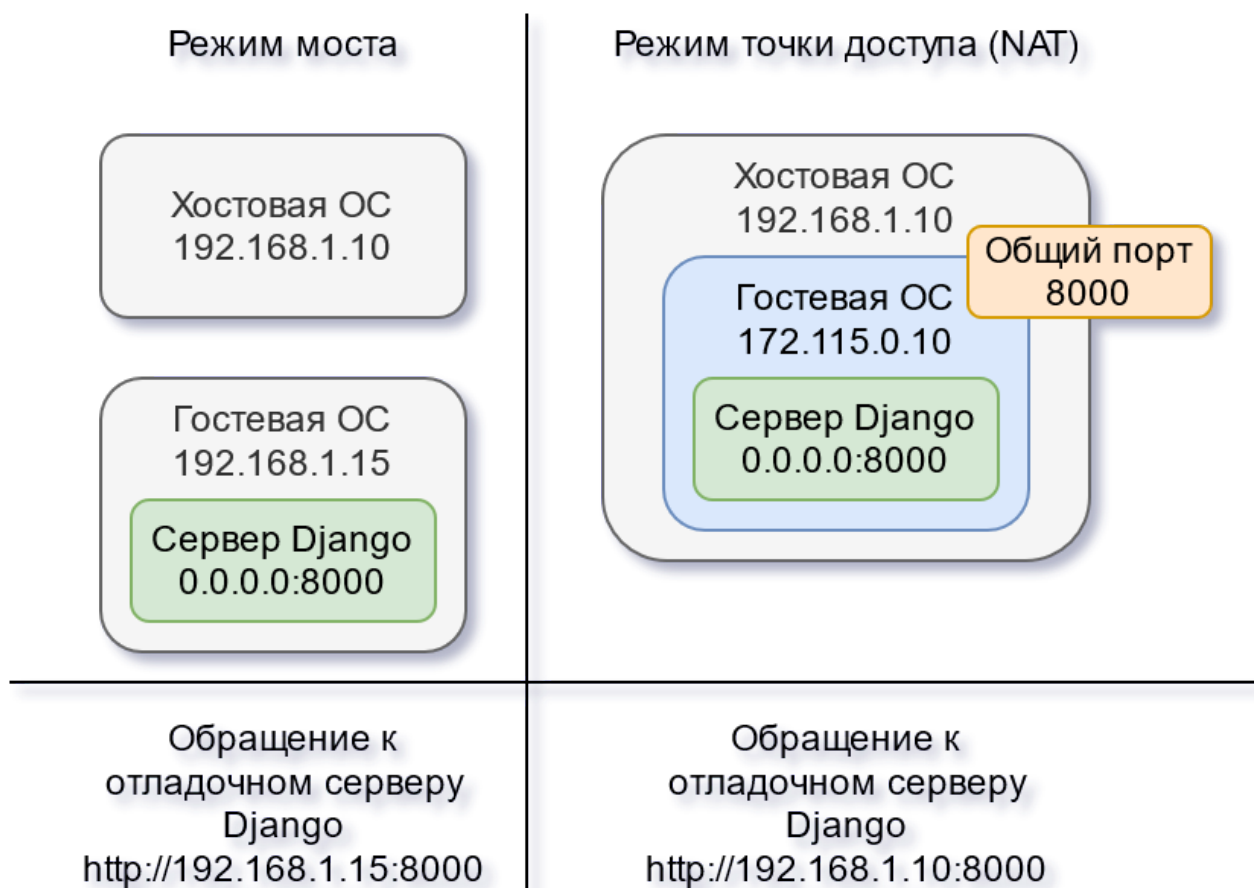 Режим моста
Хостовая ОС
192.168.1.10
Гостевая ОС
192.168.1.15
Сервер Django
0.0.0.0:8000
Обращение к
отладочном серверу
Django
http://192.168.1.15:8000
Режим точки доступа (NAT)
Хостовая ОС
192.168.1.10
Общий порт
8000
Гостевая ОС
172.115.0.10
Сервер Django
0.0.0.0:8000
Обращение к
отладочном серверу
Django
http://192.168.1.10:8000